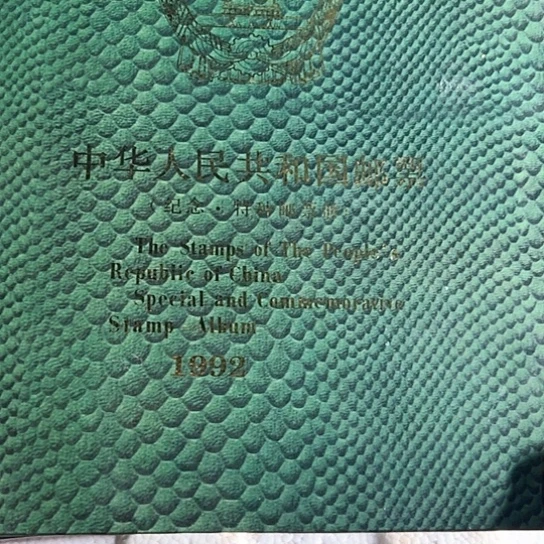 中华人民共和国邮票
(纪念·特种邮票册
The Stamps of The People's
Republic of China
Special and Commemorative
Stamp Album
1992